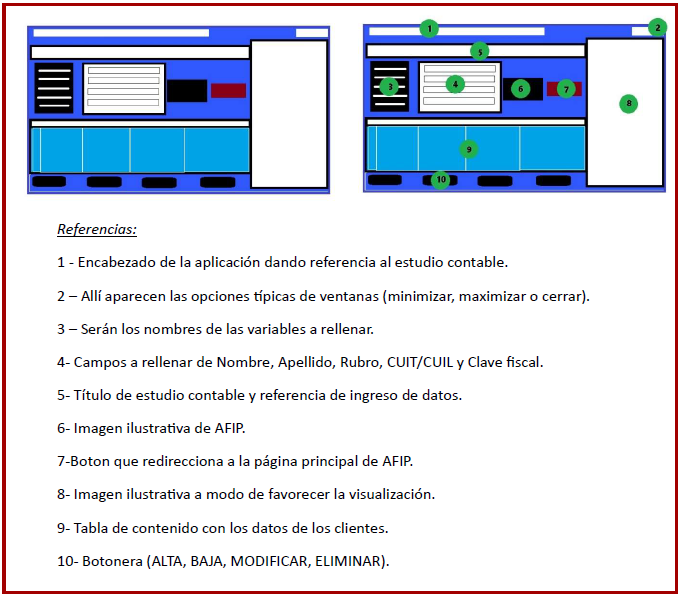 1
2
5
3
4
6
7
8
9
10
Referencias:
1 - Encabezado de la aplicación dando referencia al estudio contable.
2 – Allí aparecen las opciones típicas de ventanas (minimizar, maximizar o cerrar).
3 – Serán los nombres de las variables a rellenar.
4- Campos a rellenar de Nombre, Apellido, Rubro, CUIT/CUIL y Clave fiscal.
5- Título de estudio contable y referencia de ingreso de datos.
6- Imagen ilustrativa de AFIP.
7-Boton que redirecciona a la página principal de AFIP.
8- Imagen ilustrativa a modo de favorecer la visualización.
9- Tabla de contenido con los datos de los clientes.
10- Botonera (ALTA, BAJA, MODIFICAR, ELIMINAR).